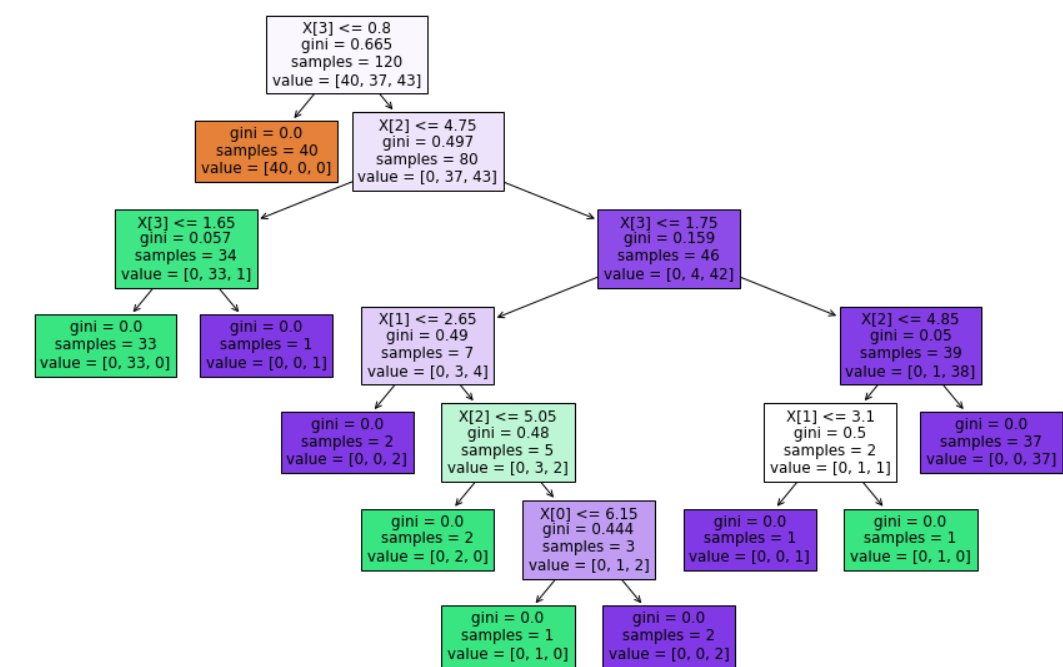 X[3] <= 0.8
gini = 0.665
samples = 120
value = [40, 37, 43]
gini = 0.0
samples = 40
value = [40, 0, 0]
X[2] <= 4.75
gini = 0.497
samples = 80
value = [0, 37, 43]
X[3] <= 1.65
gini = 0.057
samples = 34
value = [0, 33, 1]
X[3] <= 1.75
gini = 0.159
samples = 46
value = [0, 4, 42]
gini = 0.0
samples = 33
value = [0, 33, 0]
gini = 0.0
samples = 1
value = [0, 0, 1]
X[1] <= 2.65
gini = 0.49
samples = 7
value = [0, 3, 4]
X[2] <= 4.85
gini = 0.05
samples = 39
value = [0, 1, 38]
gini = 0.0
samples = 2
value = [0, 0, 2]
X[2] <= 5.05
gini = 0.48
samples = 5
value = [0, 3, 2]
X[1] <= 3.1
gini = 0.5
samples = 2
value = [0, 1, 1]
gini = 0.0
samples = 37
value = [0, 0, 37]
gini = 0.0
samples = 2
value = [0, 2, 0]
X[0] <= 6.15
gini = 0.444
samples = 3
value = [0, 1, 2]
gini = 0.0
samples = 1
value = [0, 0, 1]
gini = 0.0
samples = 1
value = [0, 1, 0]
gini = 0.0
samples = 1
value = [0, 1, 0]
gini = 0.0
samples = 2
value = [0, 0, 2]